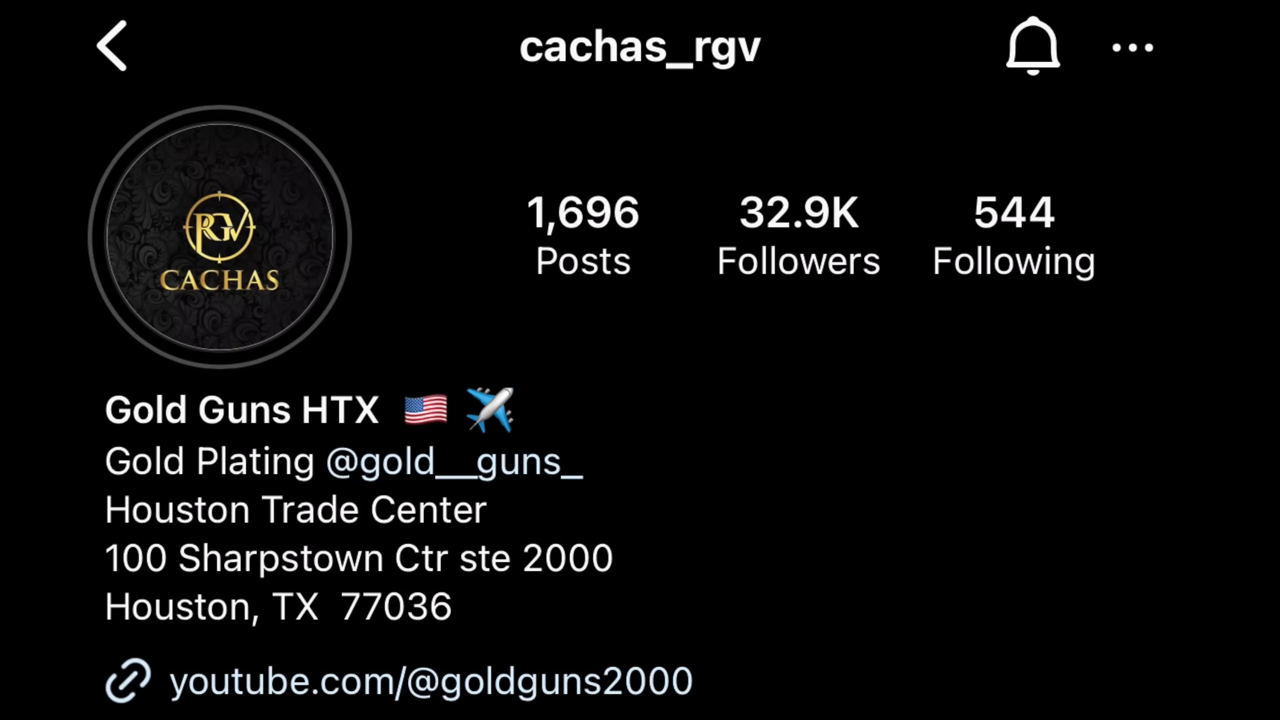 cachas_rgv
RGV
CACHAS
1,696 32.9K 544
Posts Followers Following
Gold Guns HTX 🇺🇸 ✈️
Gold Plating @gold__guns_
Houston Trade Center
100 Sharpstown Ctr ste 2000
Houston, TX 77036
youtube.com/@goldguns2000